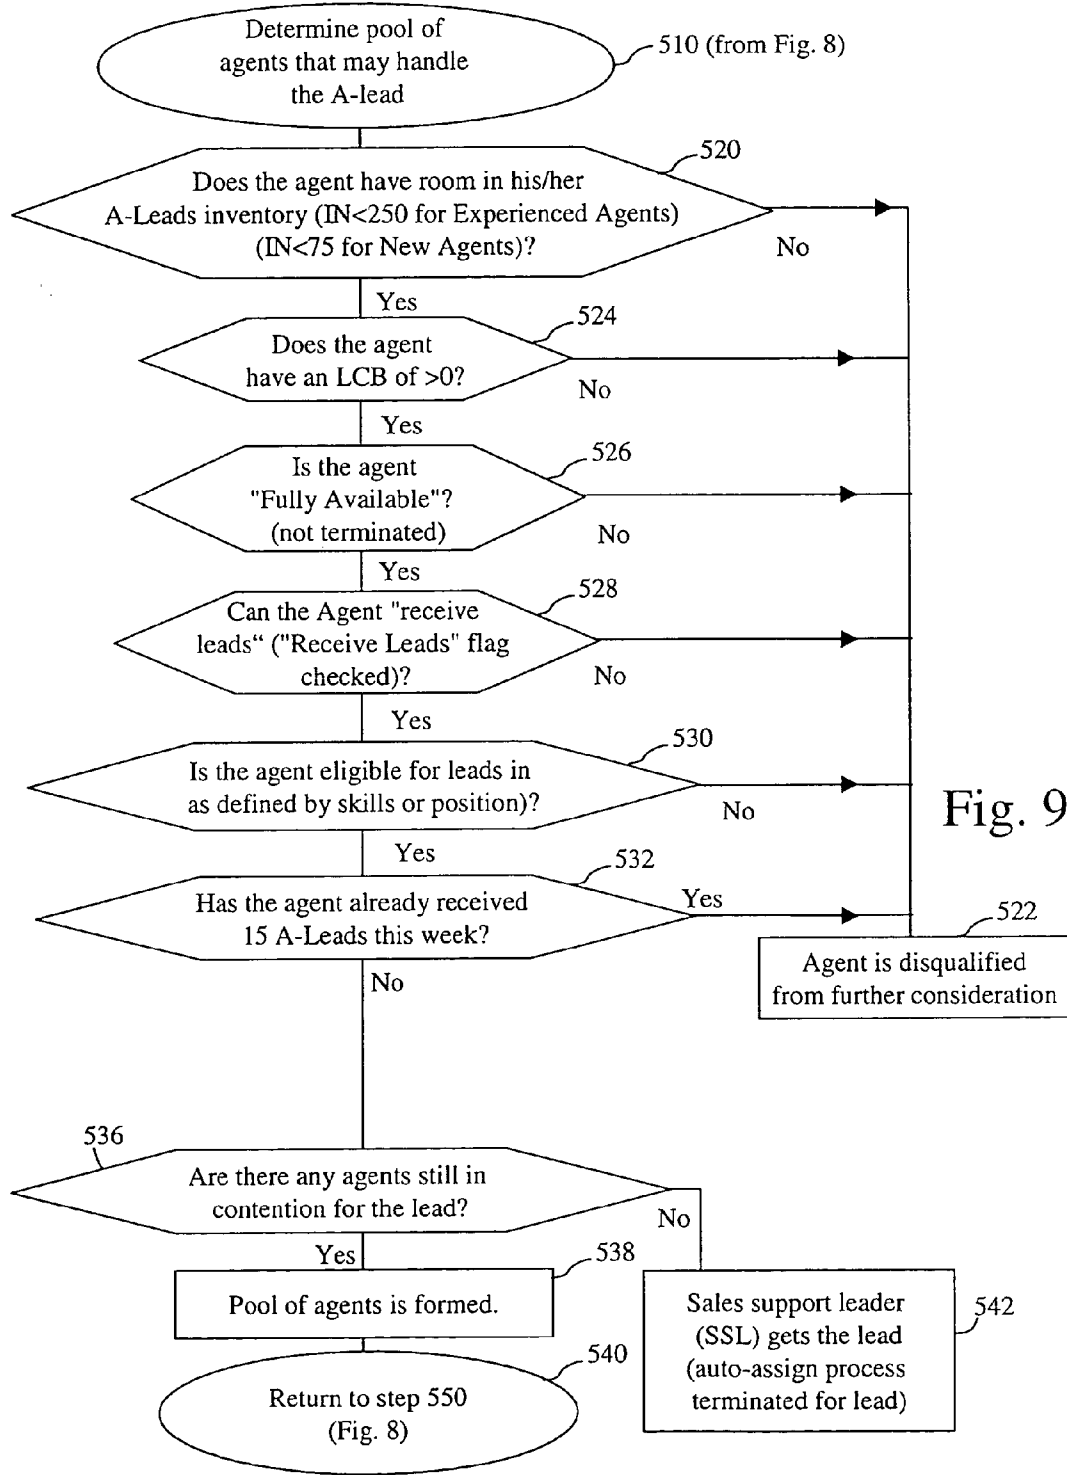 Determine pool of
agents that may handle
the A-lead
510 (from Fig. 8)
520
Does the agent have room in his/her
A-Leads inventory (IN<250 for Experienced Agents)
(IN<75 for New Agents)?
No
Yes
524
Does the agent
have an LCB of >0?
No
Yes
526
Is the agent
"Fully Available"?
(not terminated)
No
Yes
528
Can the Agent "receive
leads“ ("Receive Leads" flag
checked)?
No
Yes
530
Is the agent eligible for leads in
as defined by skills or position)?
No
Fig. 9
Yes
532
Has the agent already received
15 A-Leads this week?
Yes
522
Agent is disqualified
from further consideration
No
536
Are there any agents still in
contention for the lead?
No
Yes
538
Pool of agents is formed.
Sales support leader
(SSL) gets the lead
(auto-assign process
terminated for lead)
542
540
Return to step 550
(Fig. 8)